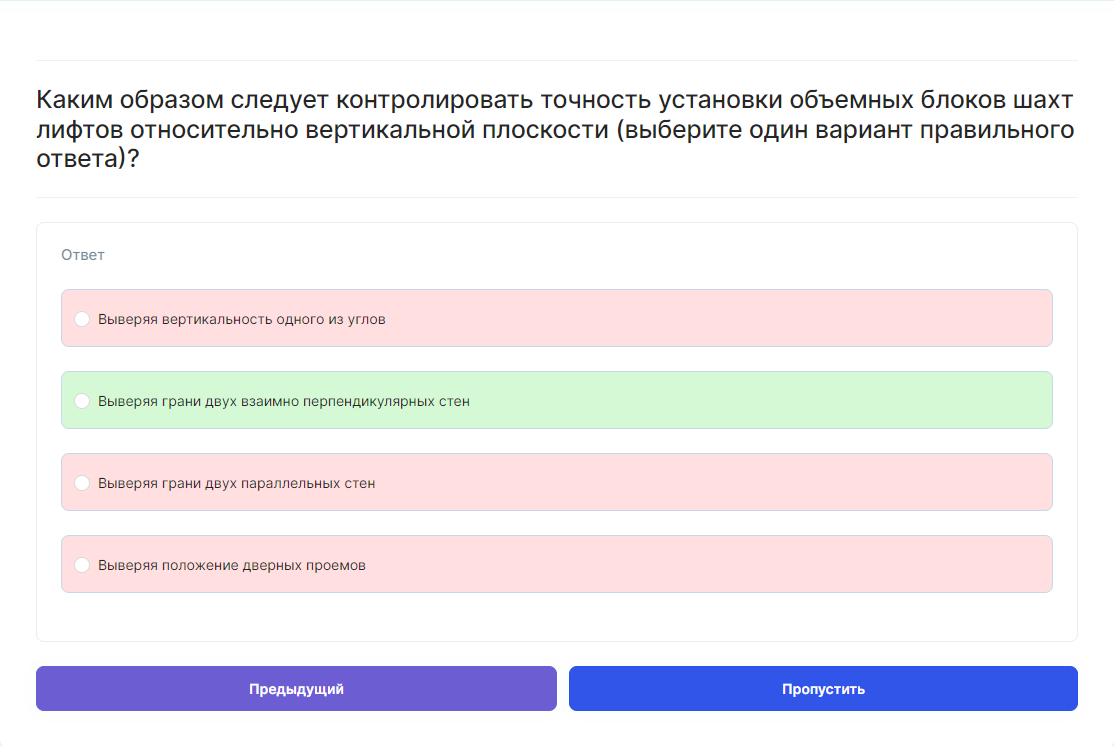 Каким образом следует контролировать точность установки объемных блоков шахт
лифтов относительно вертикальной плоскости (выберите один вариант правильного
ответа)?
Ответ
Выверяя вертикальность одного из углов
Выверяя грани двух взаимно перпендикулярных стен
Выверяя грани двух параллельных стен
Выверяя положение дверных проемов
Предыдущий
Пропустить